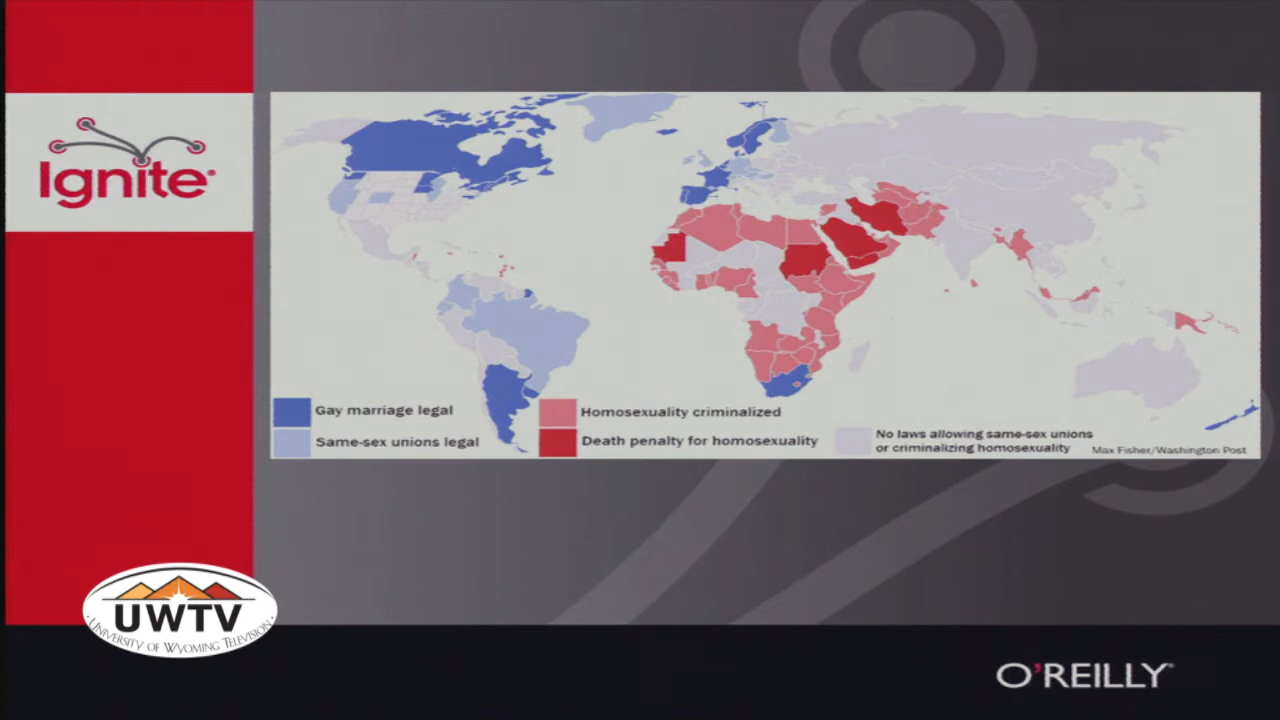 Ignite
Gay marriage legal
Same-sex unions legal
Homosexuality criminalized
Death penalty for homosexuality
No laws allowing same-sex unions
or criminalizing homosexuality
Max Fisher/Washington Post
UWTV
UNIVERSITY OF WYOMING TELEVISION
O'REILLY